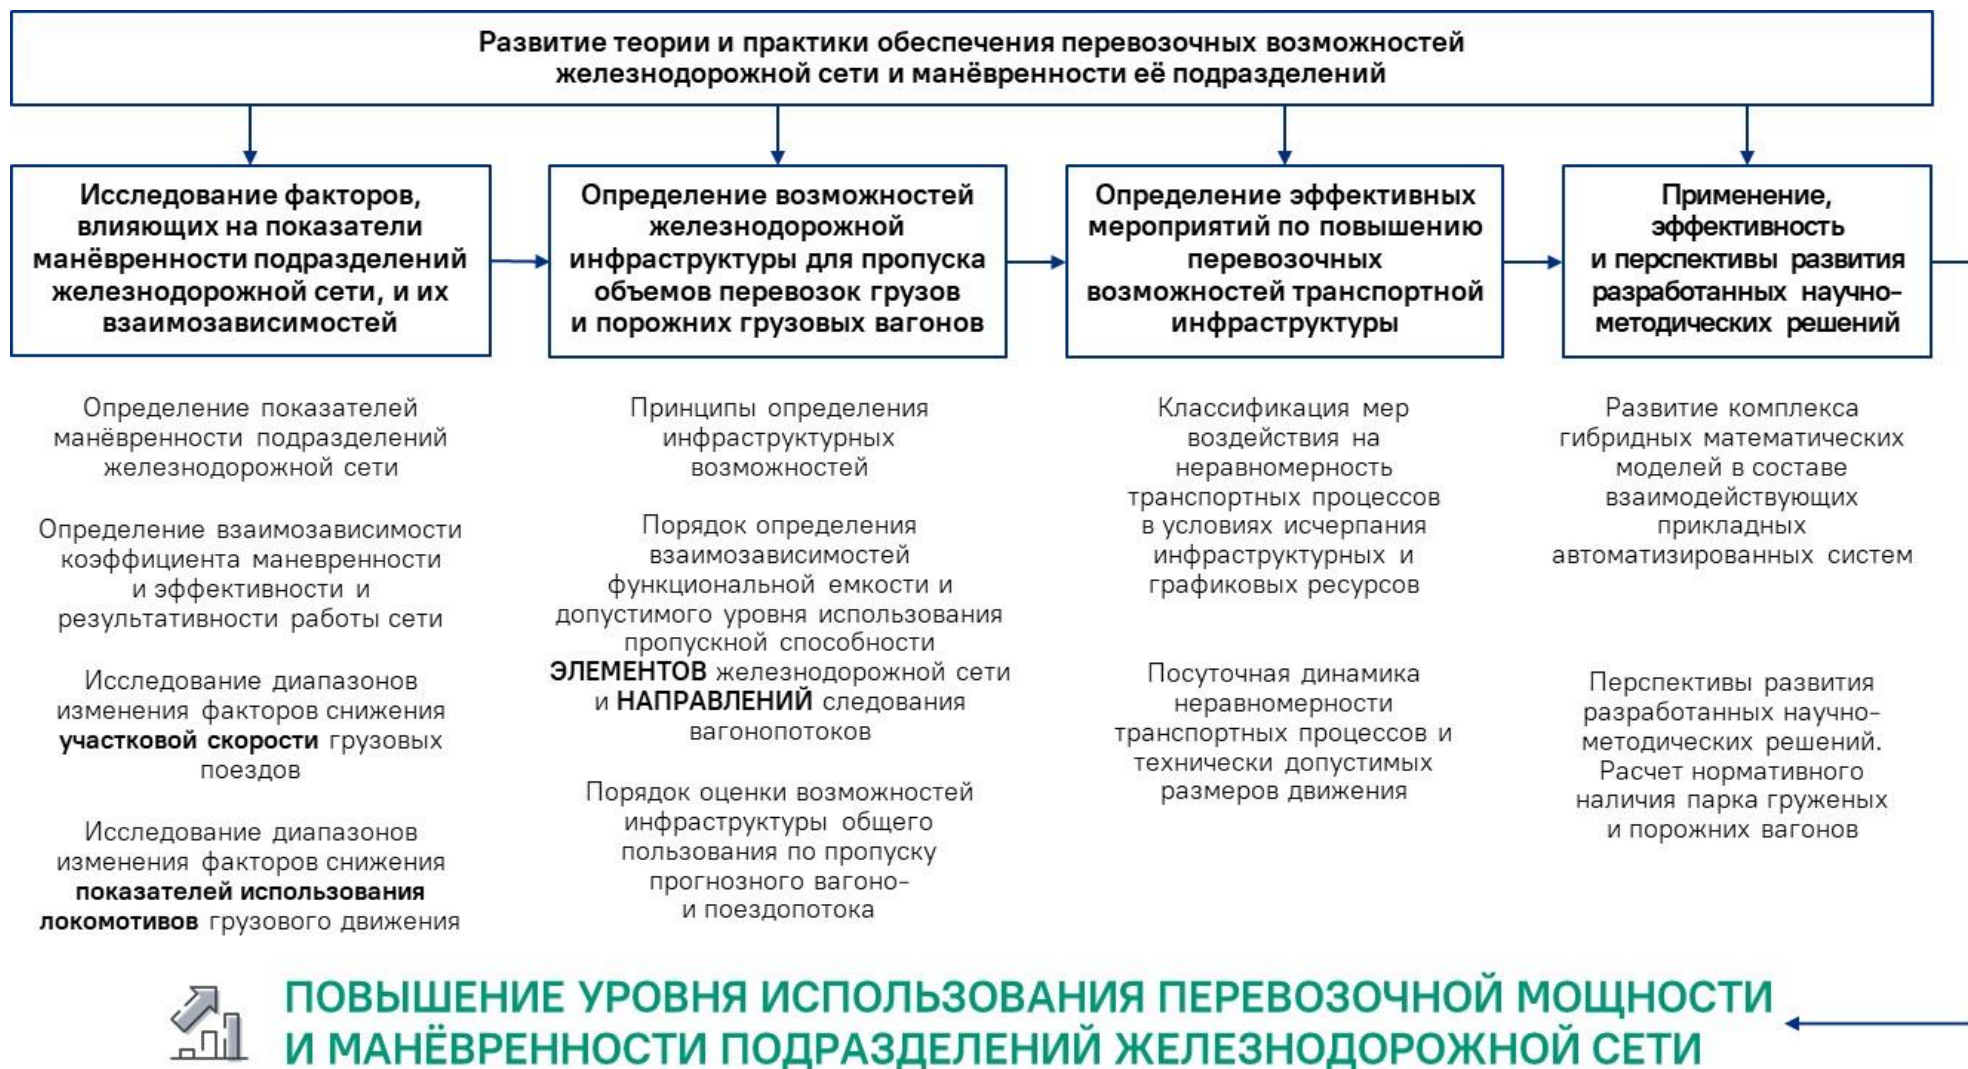 Развитие теории и практики обеспечения перевозочных возможностей
железнодорожной сети и манёвренности её подразделений
Исследование факторов,
влияющих на показатели
манёвренности подразделений
железнодорожной сети, и их
взаимозависимостей
Определение возможностей
железнодорожной
инфраструктуры для пропуска
объемов перевозок грузов
и порожних грузовых вагонов
Определение эффективных
мероприятий по повышению
перевозочных
возможностей транспортной
инфраструктуры
Применение,
эффективность
и перспективы развития
разработанных научно-
методических решений
Определение показателей
манёвренности подразделений
железнодорожной сети
Определение взаимозависимости
коэффициента маневренности
и эффективности и
результативности работы сети
Исследование диапазонов
изменения факторов снижения
участковой скорости грузовых
поездов
Исследование диапазонов
изменения факторов снижения
показателей использования
локомотивов грузового движения
Принципы определения
инфраструктурных
возможностей
Порядок определения
взаимозависимостей
функциональной емкости и
допустимого уровня использования
пропускной способности
ЭЛЕМЕНТОВ железнодорожной сети
и НАПРАВЛЕНИЙ следования
вагонопотоков
Порядок оценки возможностей
инфраструктуры общего
пользования по пропуску
прогнозного вагоно-
и поездопотока
Классификация мер
воздействия на
неравномерность
транспортных процессов
в условиях исчерпания
инфраструктурных и
графиковых ресурсов
Посуточная динамика
неравномерности
транспортных процессов и
технически допустимых
размеров движения
Развитие комплекса
гибридных математических
моделей в составе
взаимодействующих
прикладных
автоматизированных систем
Перспективы развития
разработанных научно-
методических решений.
Расчет нормативного
наличия парка груженых
и порожних вагонов
ПОВЫШЕНИЕ УРОВНЯ ИСПОЛЬЗОВАНИЯ ПЕРЕВОЗОЧНОЙ МОЩНОСТИ
И МАНЁВРЕННОСТИ ПОДРАЗДЕЛЕНИЙ ЖЕЛЕЗНОДОРОЖНОЙ СЕТИ